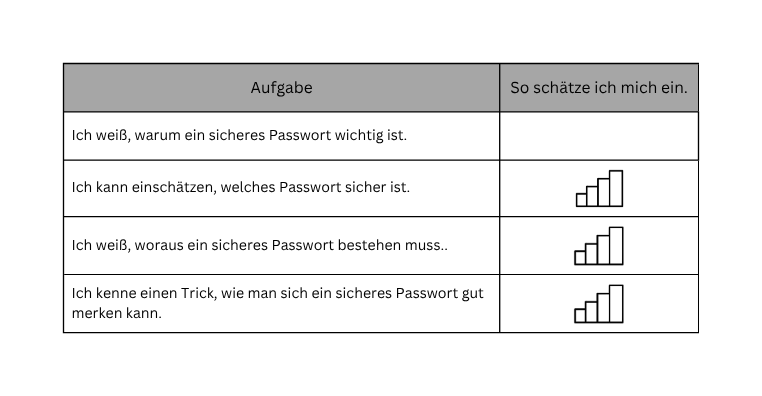 Aufgabe
So schätze ich mich ein.
Ich weiß, warum ein sicheres Passwort wichtig ist.
Ich kann einschätzen, welches Passwort sicher ist.
Ich weiß, woraus ein sicheres Passwort bestehen muss..
Ich kenne einen Trick, wie man sich ein sicheres Passwort gut
merken kann.